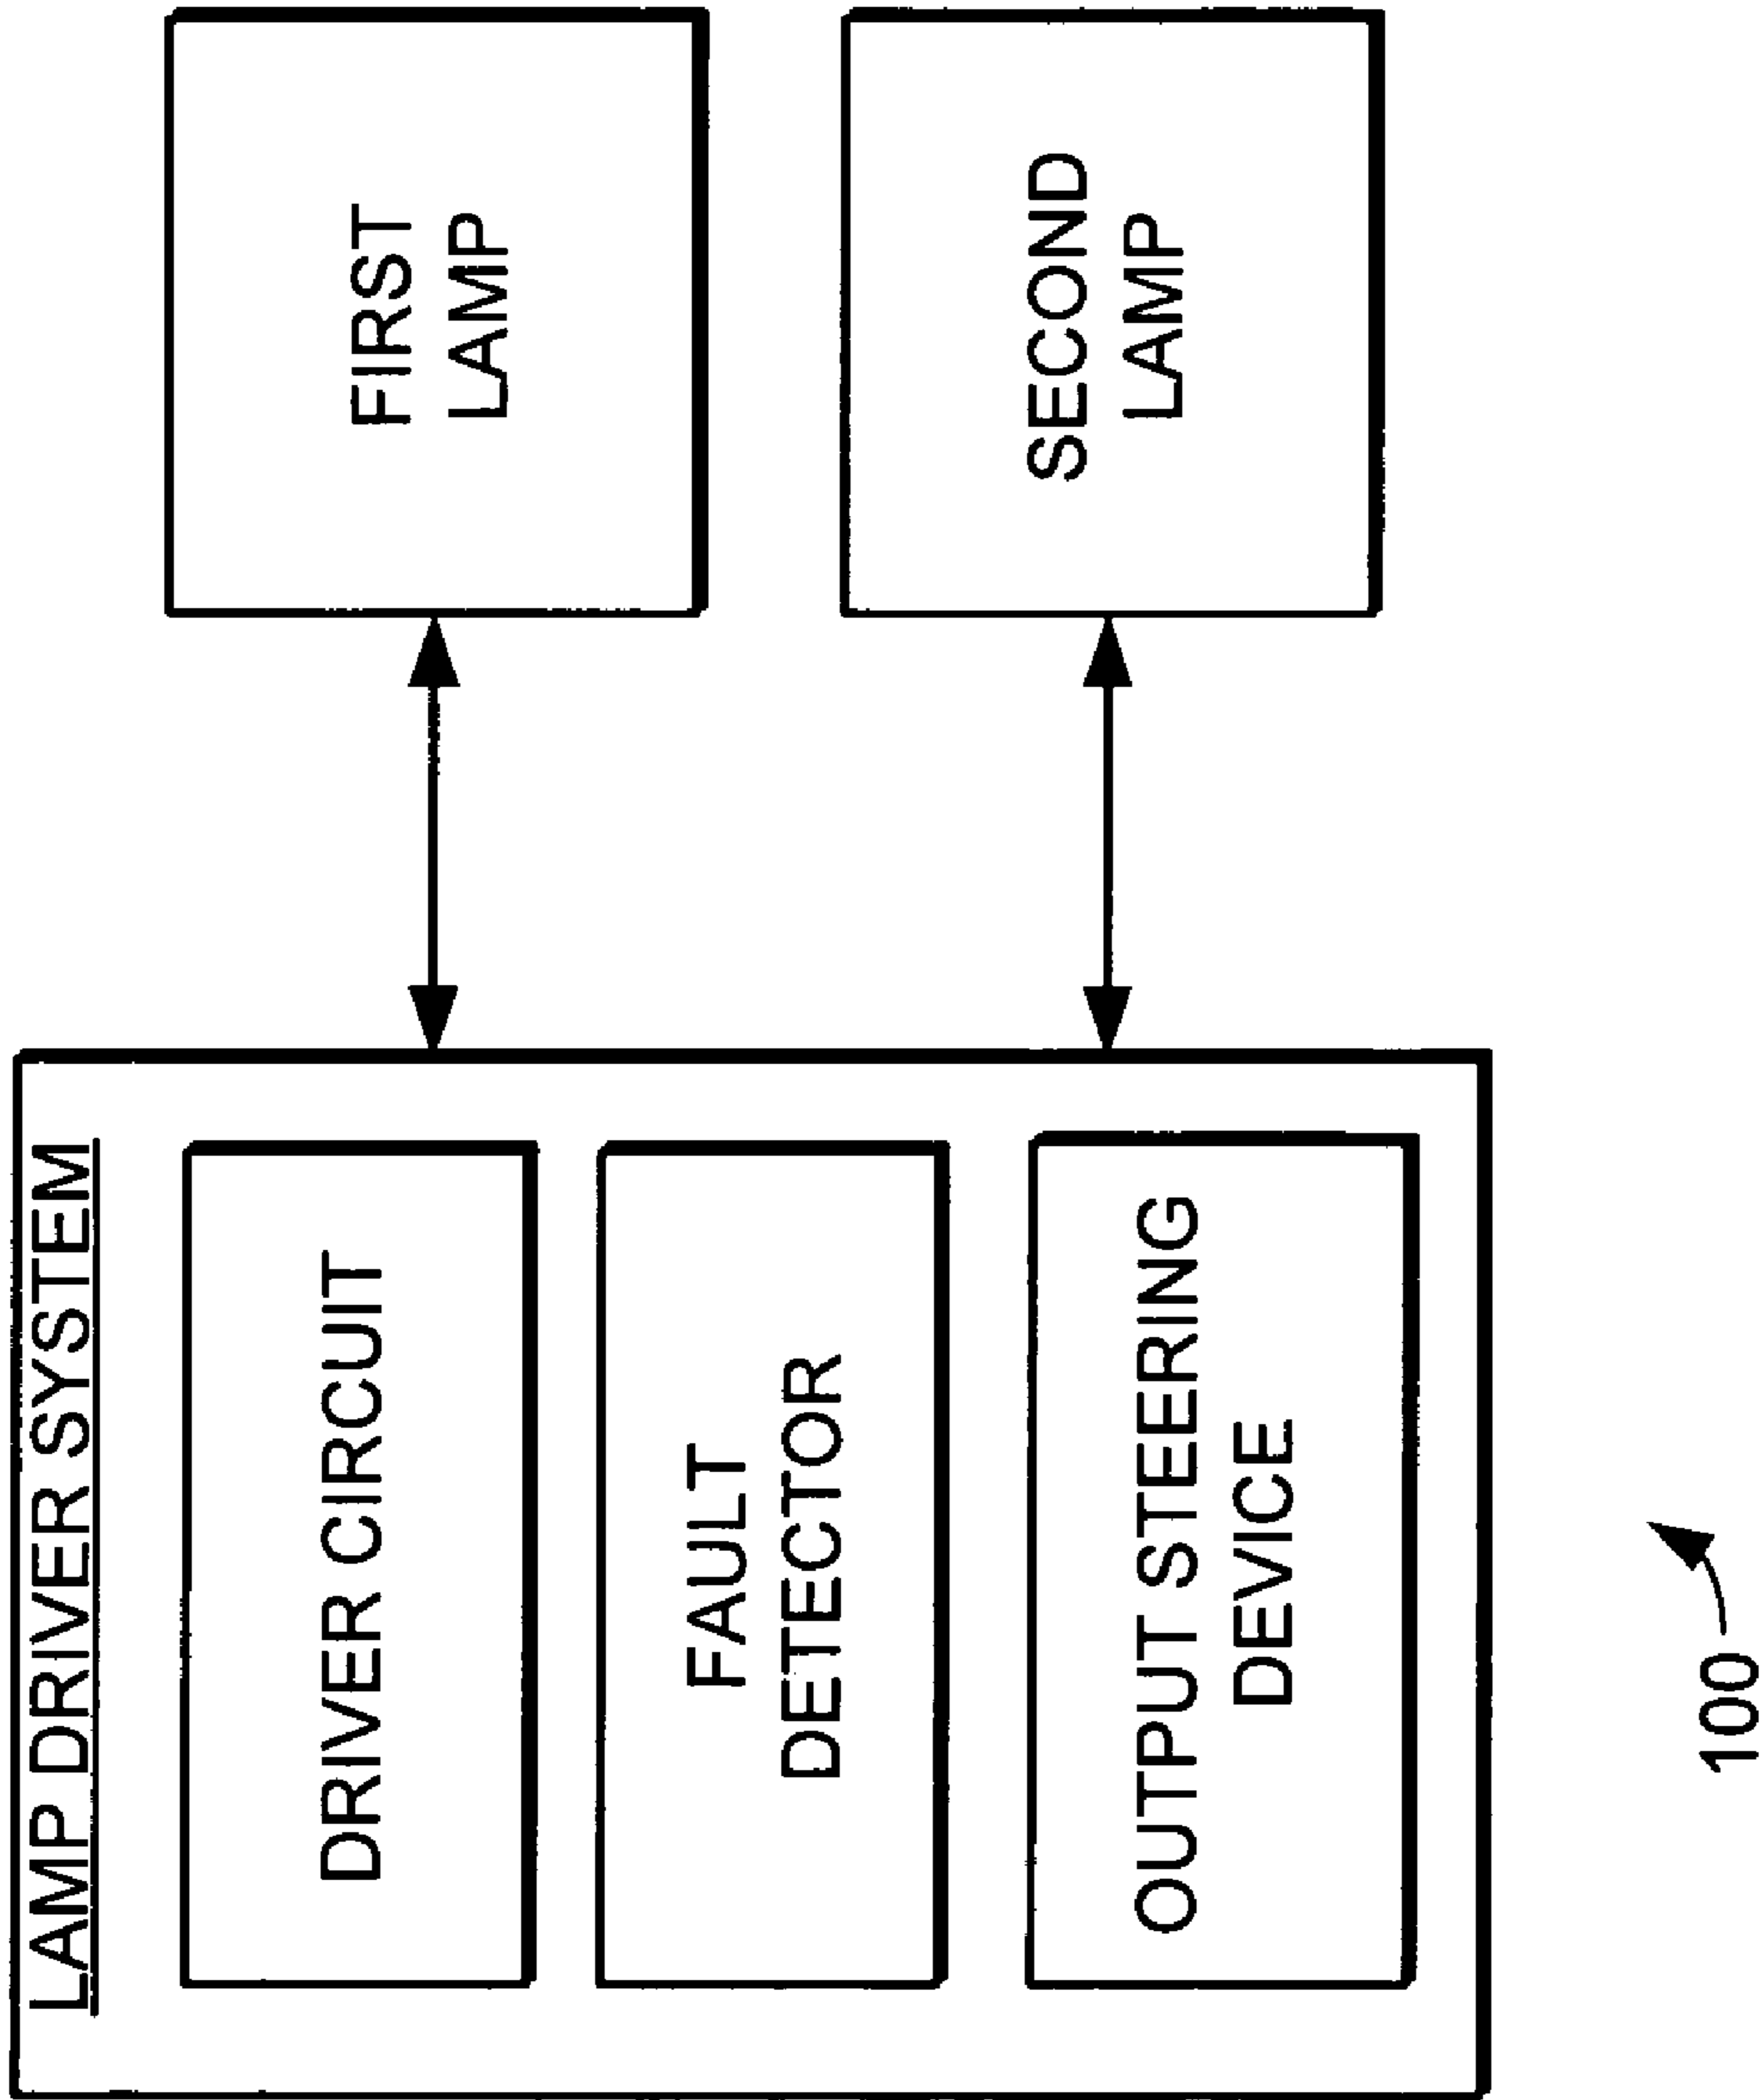 LAMP DRIVER SYSTEM
DRIVER CIRCUIT
FAULT
DETECTOR
OUTPUT STEERING
DEVICE
FIRST
LAMP
SECOND
LAMP
100